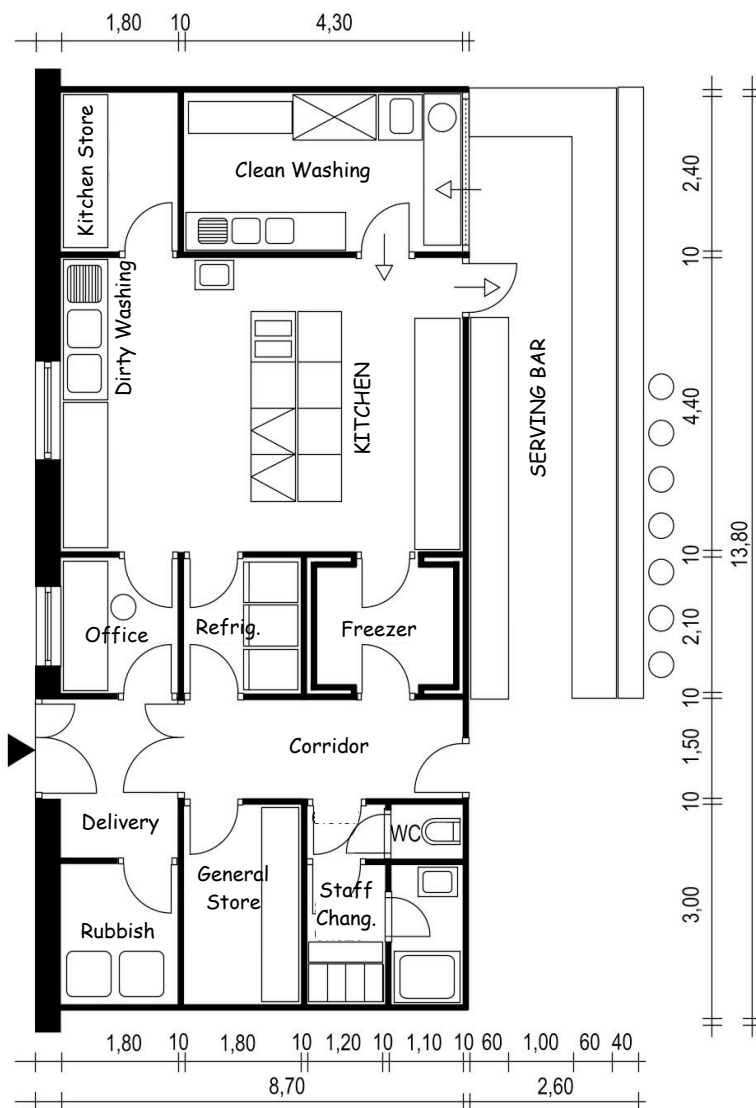 1,80 10 4,30
Kitchen Store
Clean Washing
2,40
10
Dirty Washing
KITCHEN
SERVING BAR
4,40
13,80
10
Office
Refrig.
Freezer
2,10
10
Corridor
1,50
10
Delivery
WC
General
Store
Staff
Chang.
3,00
Rubbish
1,80 10 1,80 10 1,20 10 1,10 10 60 1,00 60 40
8,70 2,60